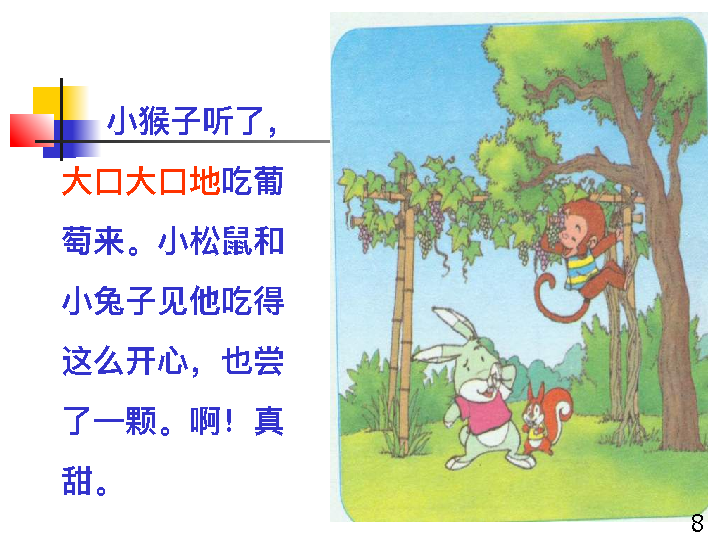 小猴子听了，
大口大口地吃葡
萄来。小松鼠和
小兔子见他吃得
这么开心，也尝
了一颗。啊！真
甜。
8